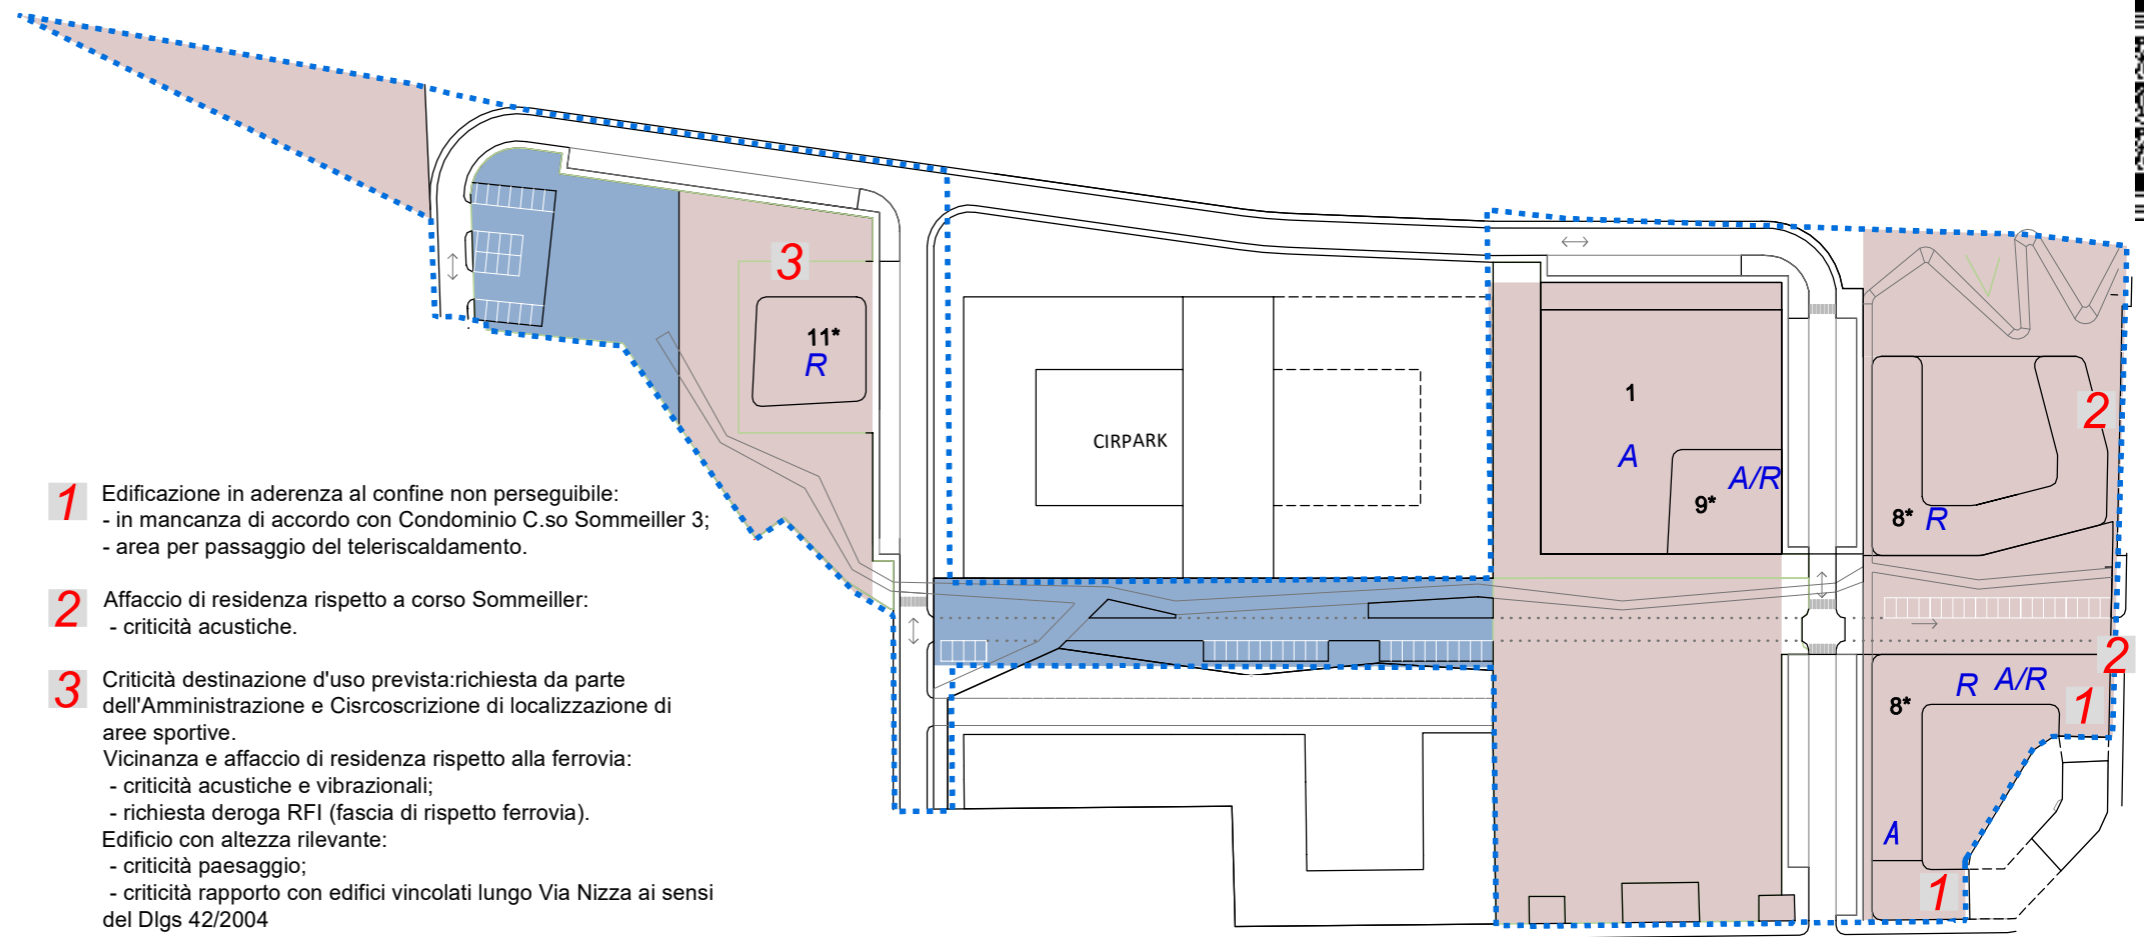 3
11*
R
CIRPARK
1
A
A/R
9*
2
8* R
1 Edificazione in aderenza al confine non perseguibile:
- in mancanza di accordo con Condominio C.so Sommeiller 3;
- area per passaggio del teleriscaldamento.
2 Affaccio di residenza rispetto a corso Sommeiller:
- criticità acustiche.
3 Criticità destinazione d'uso prevista:richiesta da parte
dell'Amministrazione e Cisrcoscrizione di localizzazione di
aree sportive.
Vicinanza e affaccio di residenza rispetto alla ferrovia:
- criticità acustiche e vibrazionali;
- richiesta deroga RFI (fascia di rispetto ferrovia).
Edificio con altezza rilevante:
- criticità paesaggio;
- criticità rapporto con edifici vincolati lungo Via Nizza ai sensi
del Dlgs 42/2004
2
R A/R
8*
1
A
1